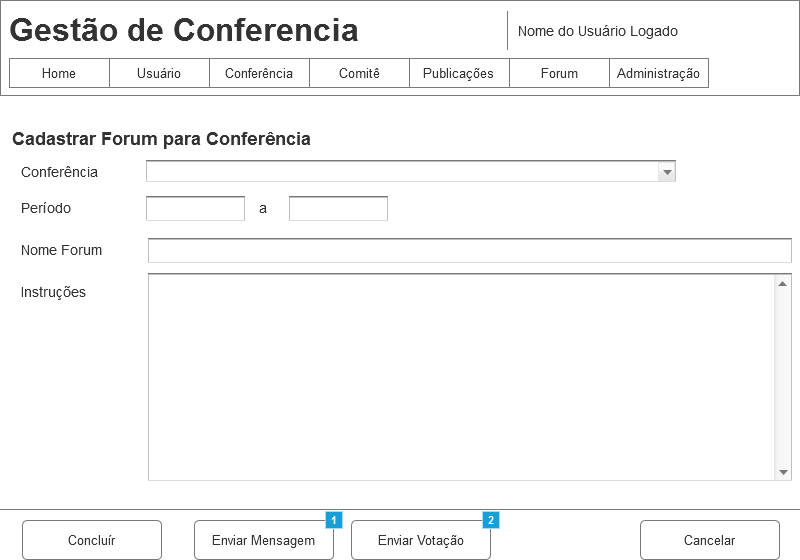 Gestão de Conferencia
Nome do Usuário Logado
Home Usuário Conferência Comitê Publicações Forum Administração
Cadastrar Forum para Conferência
Conferência
Período a
Nome Forum
Instruções
1 2
Concluír Enviar Mensagem Enviar Votação Cancelar